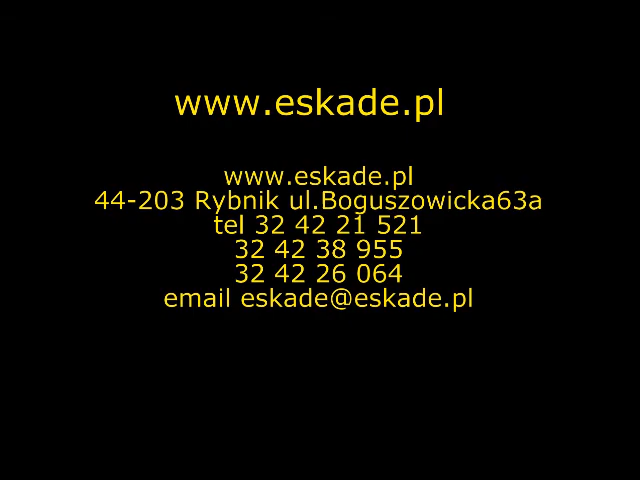 www.eskade.pl
www.eskade.pl
44-203 Rybnik ul.Boguszowicka63a
tel 32 42 21 521
32 42 38 955
32 42 26 064
email eskade@eskade.pl